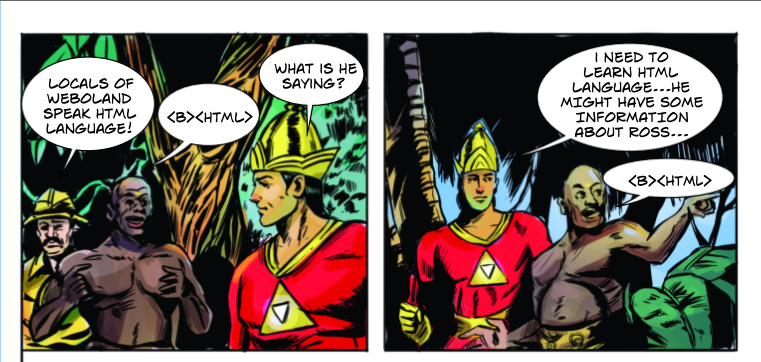 LOCALS OF
WEBOLAND
SPEAK HTML
LANGUAGE!
<B><HTML>
WHAT IS HE
SAYING?
I NEED TO
LEARN HTML
LANGUAGE...HE
MIGHT HAVE SOME
INFORMATION
ABOUT ROSS...
<B><HTML>